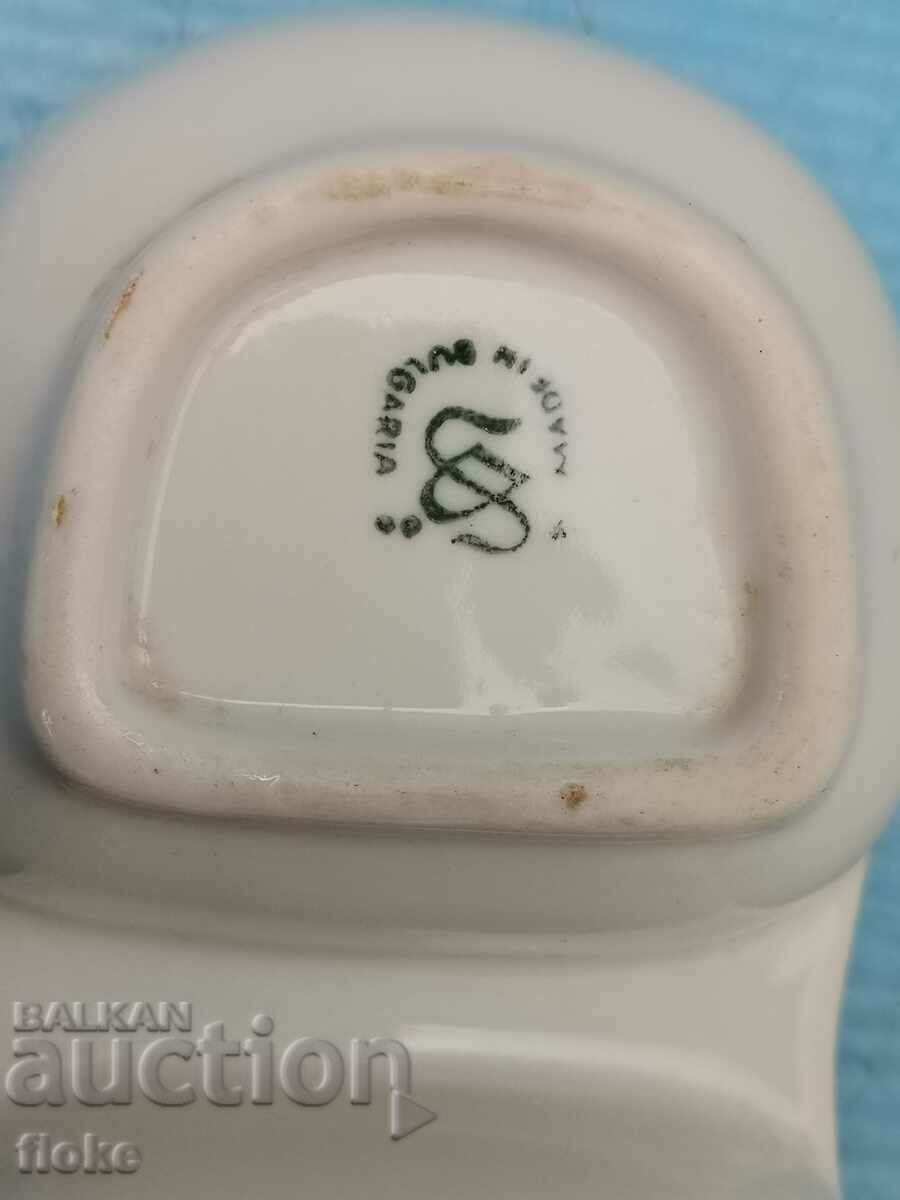 MADE IN BULGARIA
BALKAN
auction
floke